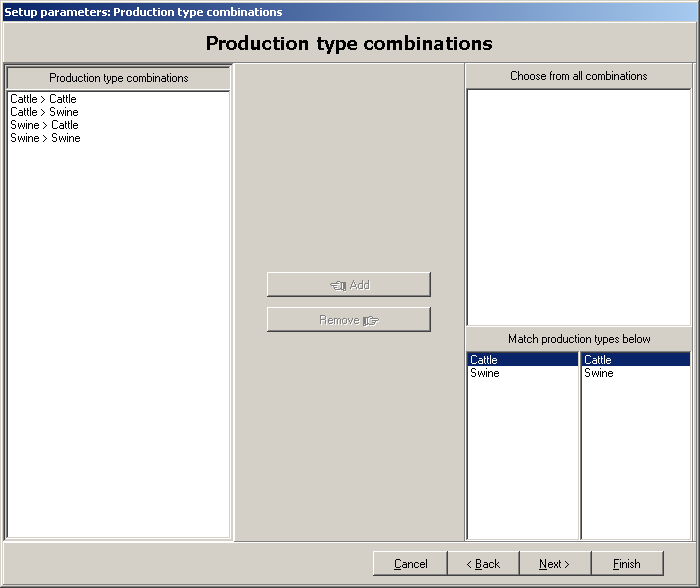 Setup parameters: Production type combinations
Production type combinations
Production type combinations
Cattle > Cattle
Cattle > Swine
Swine > Cattle
Swine > Swine
Add
Remove
Choose from all combinations
Match production types below
Cattle Cattle
Swine Swine
Cancel < Back Next > Finish